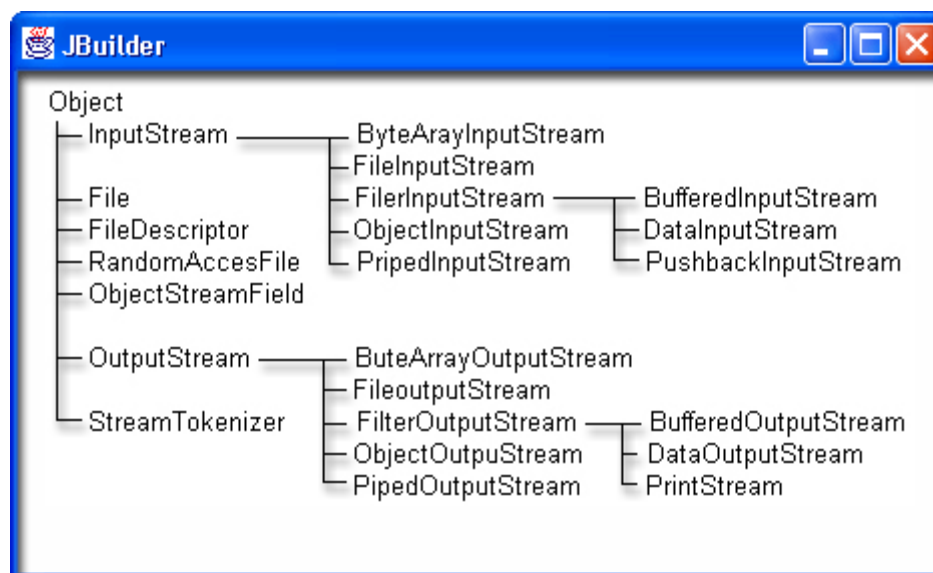 JBuilder
Object
InputStream ByteArayInputStream
FileInputStream
File FilerInputStream BufferedInputStream
FileDescriptor ObjectInputStream DataInputStream
RandomAccesFile PripedInputStream PushbackInputStream
ObjectStreamField
OutputStream ButeArrayOutputStream
FileoutputStream
StreamTokenizer FilterOutputStream BufferedOutputStream
ObjectOutpuStream DataOutputStream
PipedOutputStream PrintStream